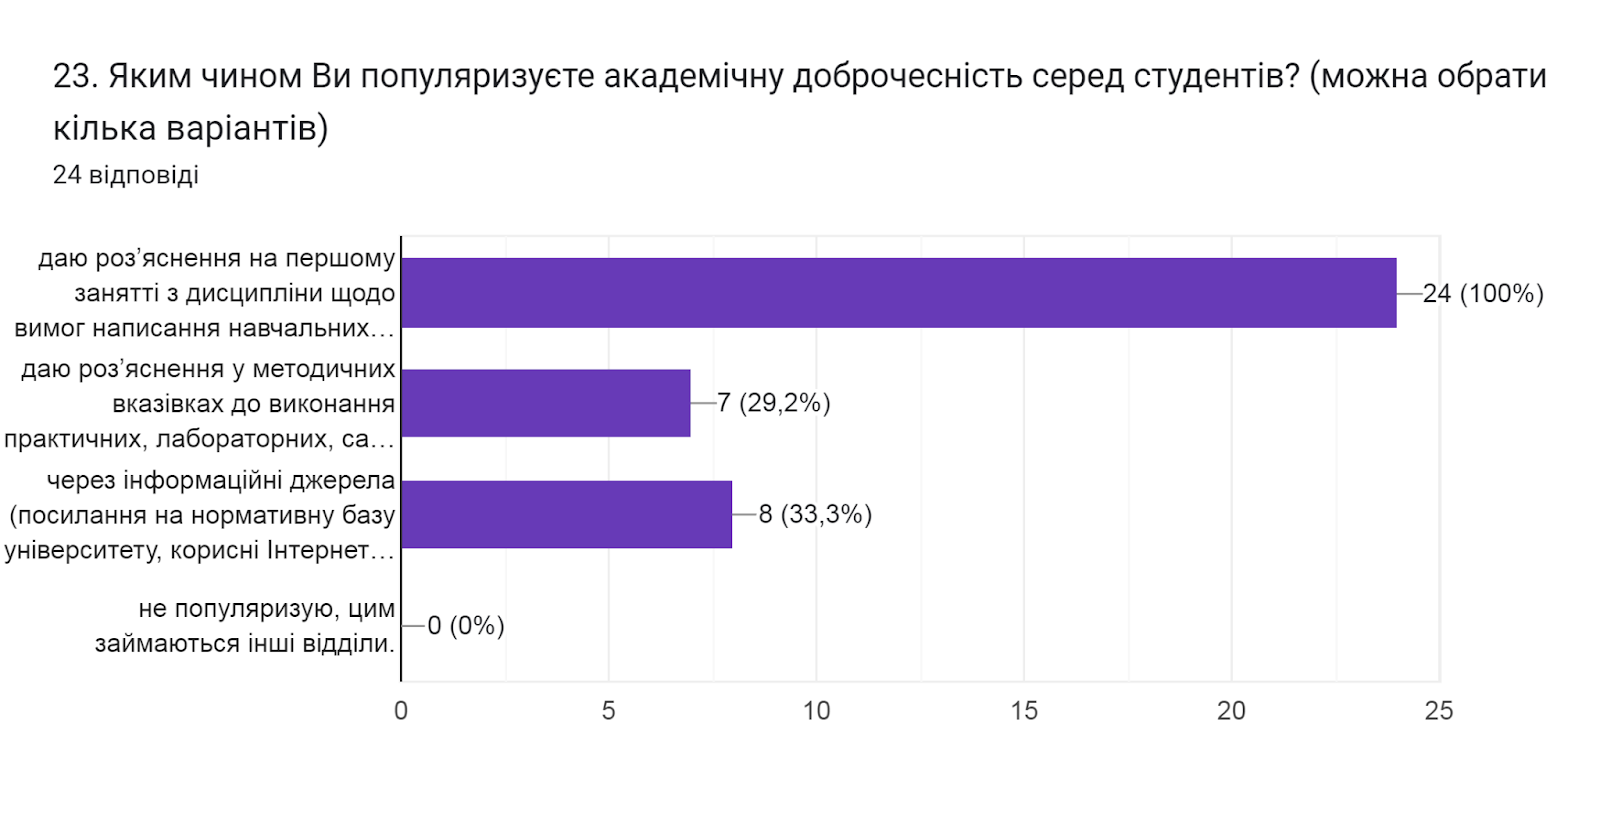 23. Яким чином Ви популяризуєте академічну доброчесність серед студентів? (можна обрати
кілька варіантів)
24 відповіді
даю роз’яснення на першому
занятті з дисципліни щодо
вимог написання навчальних…
24 (100%)
даю роз’яснення у методичних
вказівках до виконання
практичних, лабораторних, са…
7 (29,2%)
через інформаційні джерела
(посилання на нормативну базу
університету, корисні Інтернет…
8 (33,3%)
не популяризую, цим
займаються інші відділи.
0 (0%)
0 5 10 15 20 25